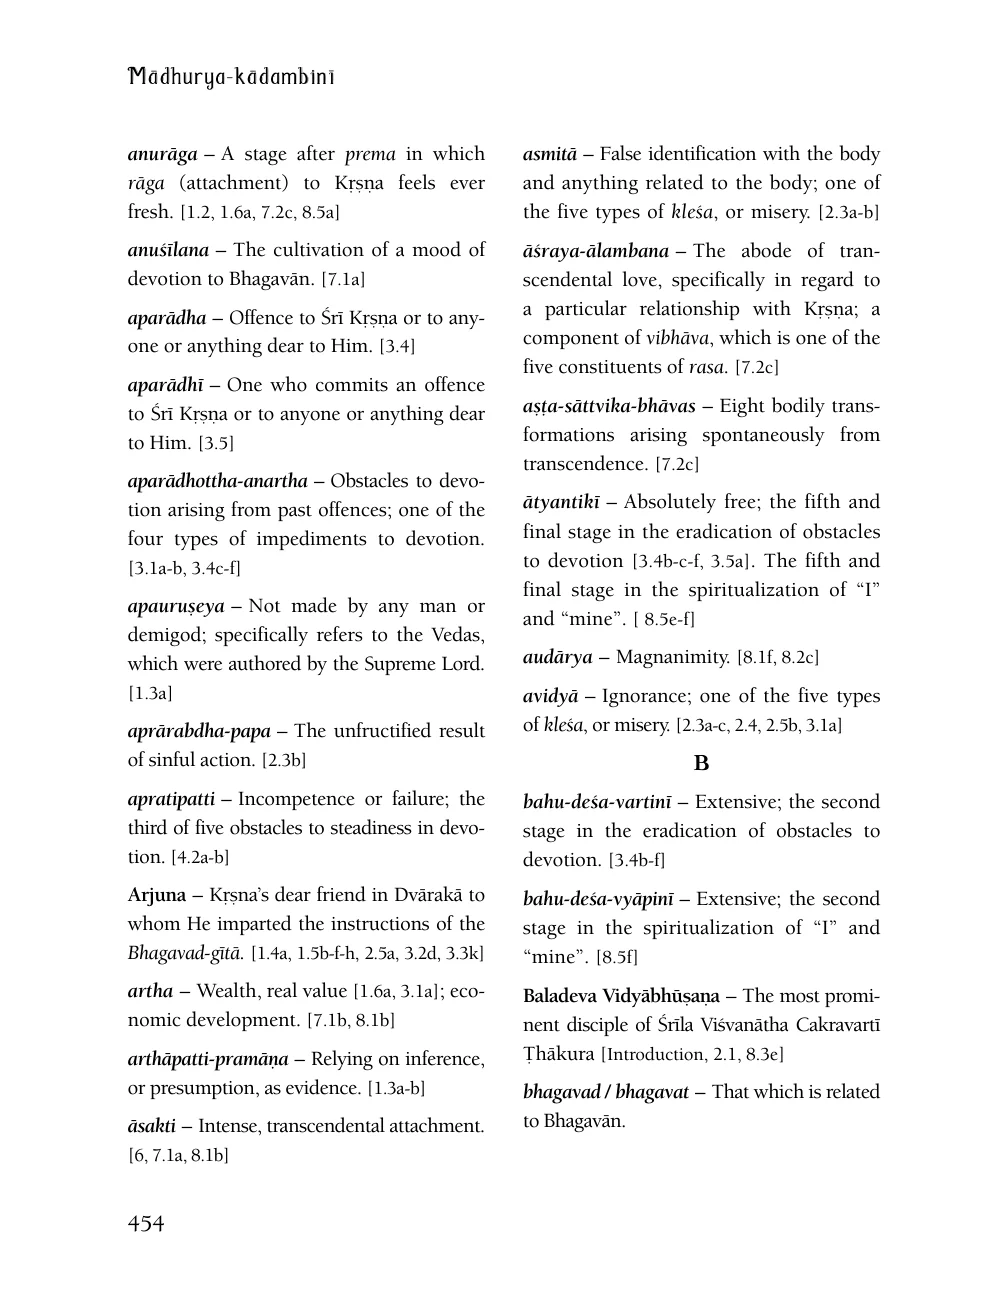 Mādhurya-kādambinī
anurāga – A stage after prema in which
rāga (attachment) to Kṛṣṇa feels ever
fresh. [1.2, 1.6a, 7.2c, 8.5a]
anuśīlana – The cultivation of a mood of
devotion to Bhagavān. [7.1a]
aparādha – Offence to Śrī Kṛṣṇa or to any-
one or anything dear to Him. [3.4]
aparādhī – One who commits an offence
to Śrī Kṛṣṇa or to anyone or anything dear
to Him. [3.5]
aparādhottha-anartha – Obstacles to devo-
tion arising from past offences; one of the
four types of impediments to devotion.
[3.1a-b, 3.4c-f]
apauruṣeya – Not made by any man or
demigod; specifically refers to the Vedas,
which were authored by the Supreme Lord.
[1.3a]
aprārabdha-papa – The unfructified result
of sinful action. [2.3b]
apratipatti – Incompetence or failure; the
third of five obstacles to steadiness in devo-
tion. [4.2a-b]
Arjuna – Kṛṣṇa's dear friend in Dvārakā to
whom He imparted the instructions of the
Bhagavad-gītā. [1.4a, 1.5b-f-h, 2.5a, 3.2d, 3.3k]
artha – Wealth, real value [1.6a, 3.1a]; eco-
nomic development. [7.1b, 8.1b]
arthāpatti-pramāṇa – Relying on inference,
or presumption, as evidence. [1.3a-b]
āsakti – Intense, transcendental attachment.
[6, 7.1a, 8.1b]
asmitā – False identification with the body
and anything related to the body; one of
the five types of kleśa, or misery. [2.3a-b]
āśraya-ālambana – The abode of tran-
scendental love, specifically in regard to
a particular relationship with Kṛṣṇa; a
component of vibhāva, which is one of the
five constituents of rasa. [7.2c]
aṣṭa-sāttvika-bhāvas – Eight bodily trans-
formations arising spontaneously from
transcendence. [7.2c]
ātyantikī – Absolutely free; the fifth and
final stage in the eradication of obstacles
to devotion [3.4b-c-f, 3.5a]. The fifth and
final stage in the spiritualization of “I”
and “mine”. [ 8.5e-f]
audārya – Magnanimity. [8.1f, 8.2c]
avidyā – Ignorance; one of the five types
of kleśa, or misery. [2.3a-c, 2.4, 2.5b, 3.1a]
B
bahu-deśa-vartinī – Extensive; the second
stage in the eradication of obstacles to
devotion. [3.4b-f]
bahu-deśa-vyāpinī – Extensive; the second
stage in the spiritualization of “I” and
“mine”. [8.5f]
Baladeva Vidyābhūṣaṇa – The most promi-
nent disciple of Śrīla Viśvanātha Cakravartī
Ṭhākura [Introduction, 2.1, 8.3e]
bhagavad / bhagavat – That which is related
to Bhagavān.
454